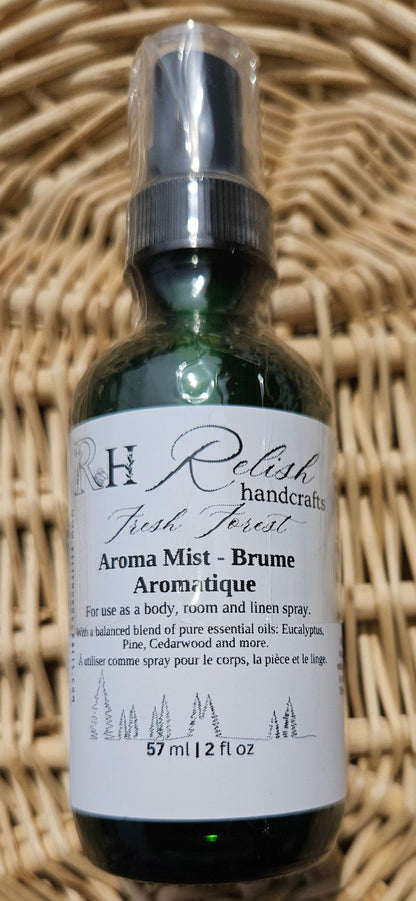 RH Relish
handcrafts
Fresh Forest
Aroma Mist - Brume
Aromatique
For use as a body, room and linen spray.
With a balanced blend of pure essential oils: Eucalyptus,
Pine, Cedarwood and more.
À utiliser comme spray pour le corps, la pièce et le linge.
57 ml | 2 fl oz